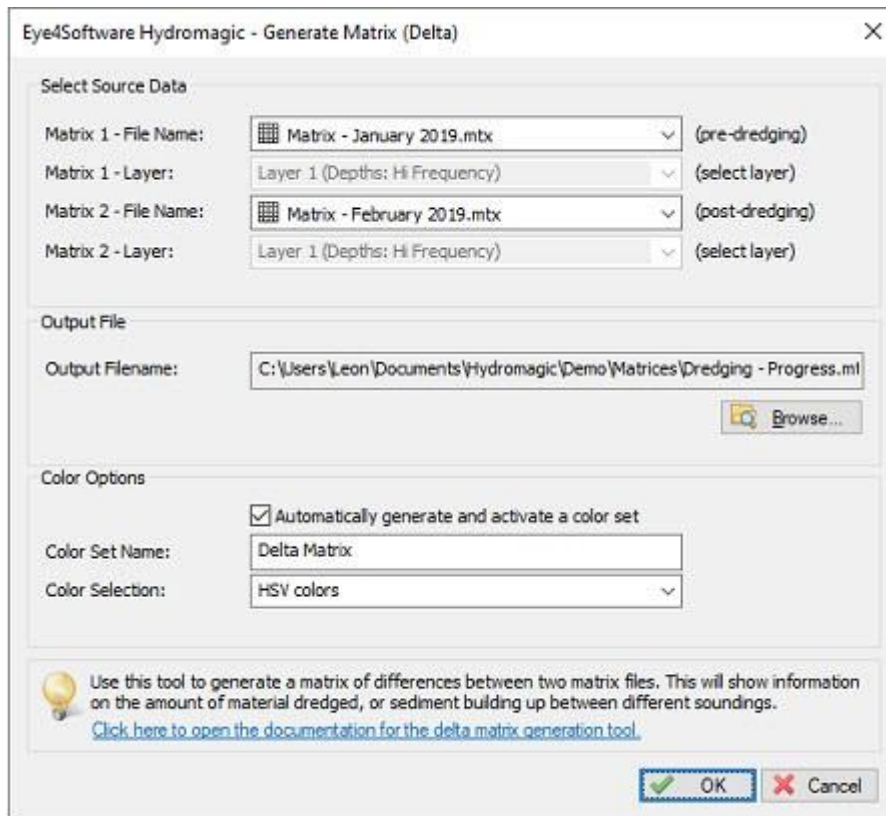 Eye4Software Hydromagic - Generate Matrix (Delta)
Select Source Data
Matrix 1 - File Name: Matrix - January 2019.mtx (pre-dredging)
Matrix 1 - Layer: Layer 1 (Depths: Hi Frequency) (select layer)
Matrix 2 - File Name: Matrix - February 2019.mtx (post-dredging)
Matrix 2 - Layer: Layer 1 (Depths: Hi Frequency) (select layer)
Output File
Output Filename: C:\Users\Leon\Documents\Hydromagic\Demo\Matrices\Dredging - Progress.mt
Browse...
Color Options
Automatically generate and activate a color set
Color Set Name: Delta Matrix
Color Selection: HSV colors
Use this tool to generate a matrix of differences between two matrix files. This will show information
on the amount of material dredged, or sediment building up between different soundings.
Click here to open the documentation for the delta matrix generation tool.
OK Cancel